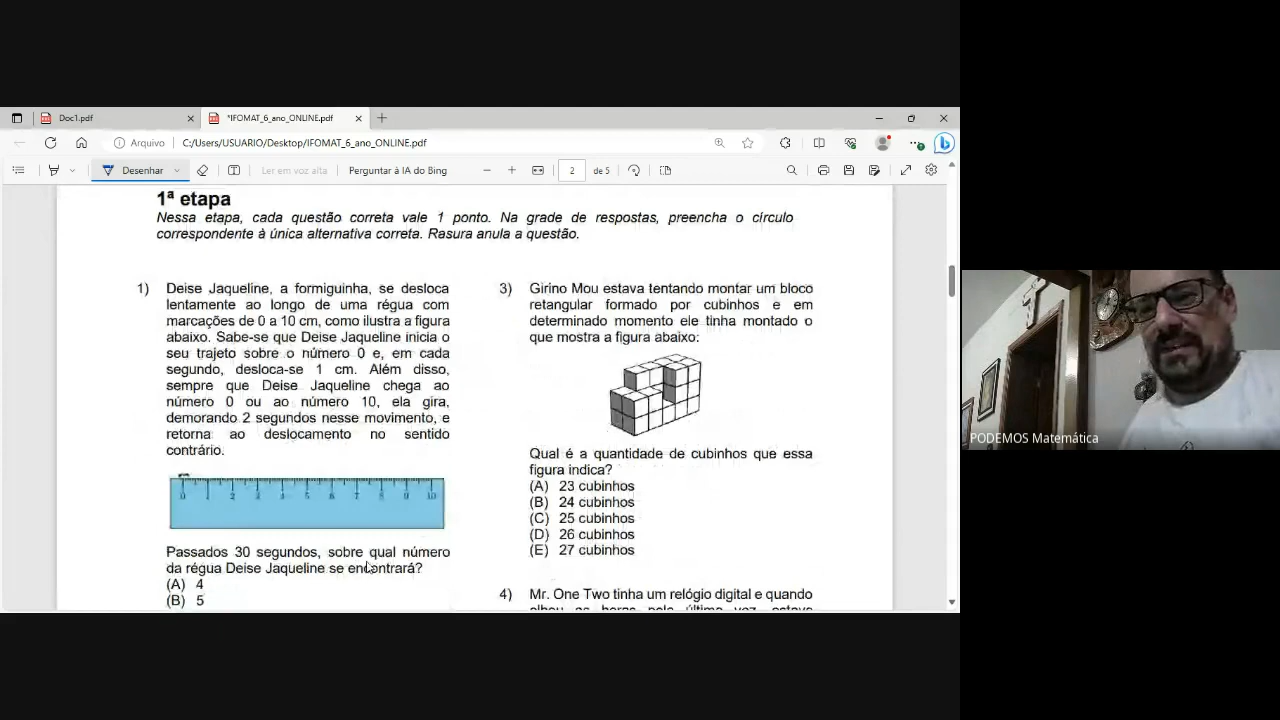 Doc1.pdf
*IFOMAT_6_ano_ONLINE.pdf
Arquivo
C:/Users/USUARIO/Desktop/IFOMAT_6_ano_ONLINE.pdf
Desenhar
Ler em voz alta
Perguntar à IA do Bing
2
de 5
1ª etapa
Nessa etapa, cada questão correta vale 1 ponto. Na grade de respostas, preencha o círculo
correspondente à única alternativa correta. Rasura anula a questão.
1) Deise Jaqueline, a formiguinha, se desloca
lentamente ao longo de uma régua com
marcações de 0 a 10 cm, como ilustra a figura
abaixo. Sabe-se que Deise Jaqueline inicia o
seu trajeto sobre o número 0 e, em cada
segundo, desloca-se 1 cm. Além disso,
sempre que Deise Jaqueline chega ao
número 0 ou ao número 10, ela gira,
demorando 2 segundos nesse movimento, e
retorna ao deslocamento no sentido
contrário.
0 1 2 3 4 5 6 7 8 9 10
Passados 30 segundos, sobre qual número
da régua Deise Jaqueline se encontrará?
(A) 4
(B) 5
3) Girino Mou estava tentando montar um bloco
retangular formado por cubinhos e em
determinado momento ele tinha montado o
que mostra a figura abaixo:
Qual é a quantidade de cubinhos que essa
figura indica?
(A) 23 cubinhos
(B) 24 cubinhos
(C) 25 cubinhos
(D) 26 cubinhos
(E) 27 cubinhos
4) Mr. One Two tinha um relógio digital e quando
PODEMOS Matemática